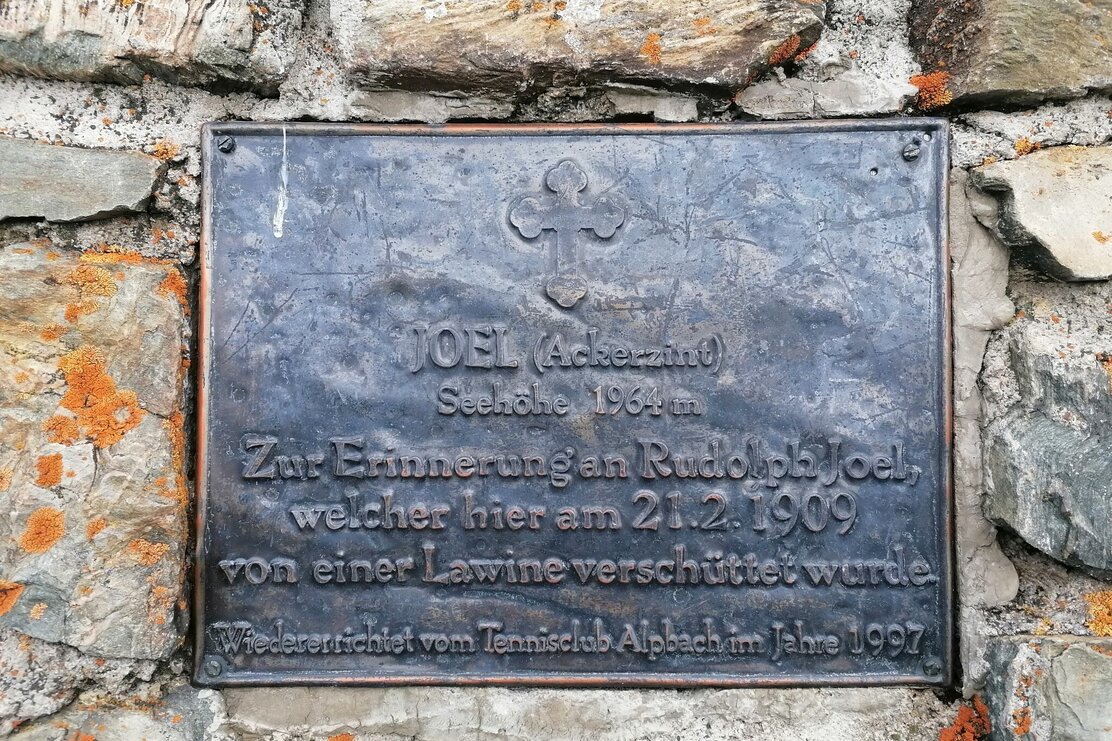 JOEL (Ackerzint)
Seehöhe 1964 m
Zur Erinnerung an Rudolph Joel,
welcher hier am 21.2. 1909
von einer Lawine verschüttet wurde.
Wiedererrichtet vom Tennisclub Alpbach im Jahre 1997